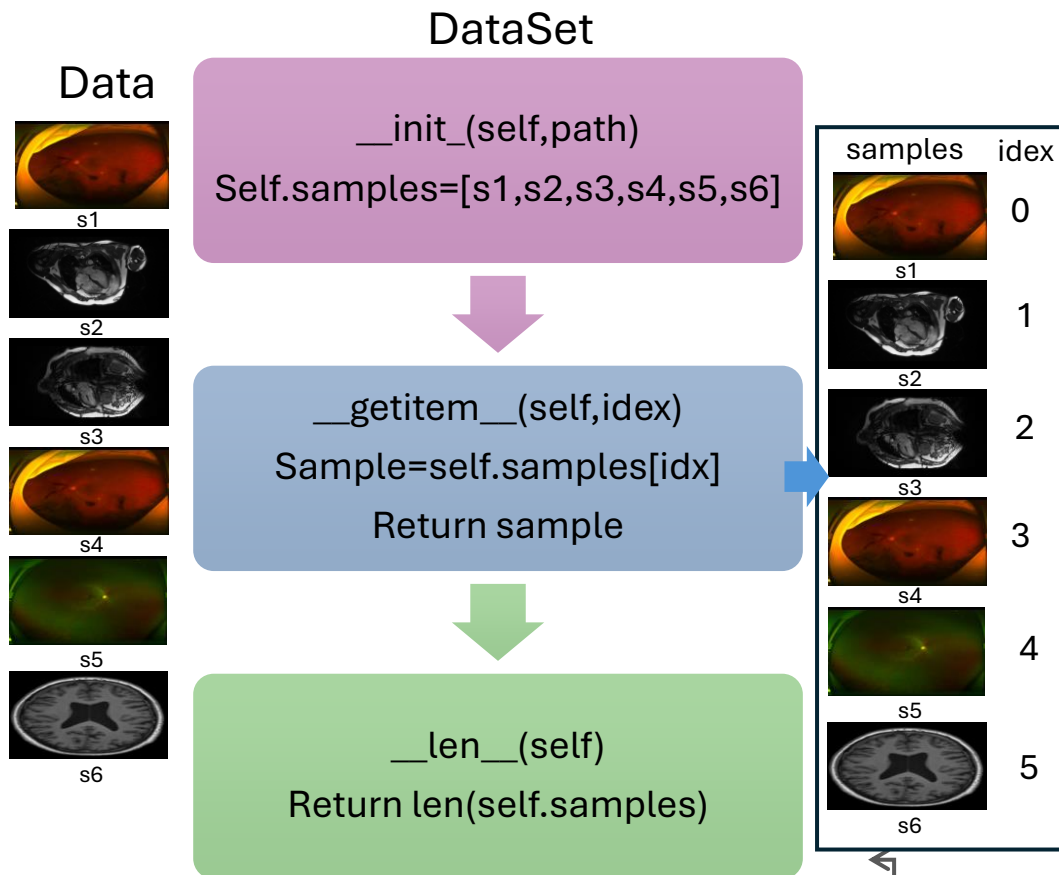 DataSet
Data
s1
s2
s3
s4
s5
s6
__init_(self,path)
Self.samples=[s1,s2,s3,s4,s5,s6]
__getitem__(self,idex)
Sample=self.samples[idx]
Return sample
__len__(self)
Return len(self.samples)
samples idex
0
s1
1
s2
2
s3
3
s4
4
s5
5
s6